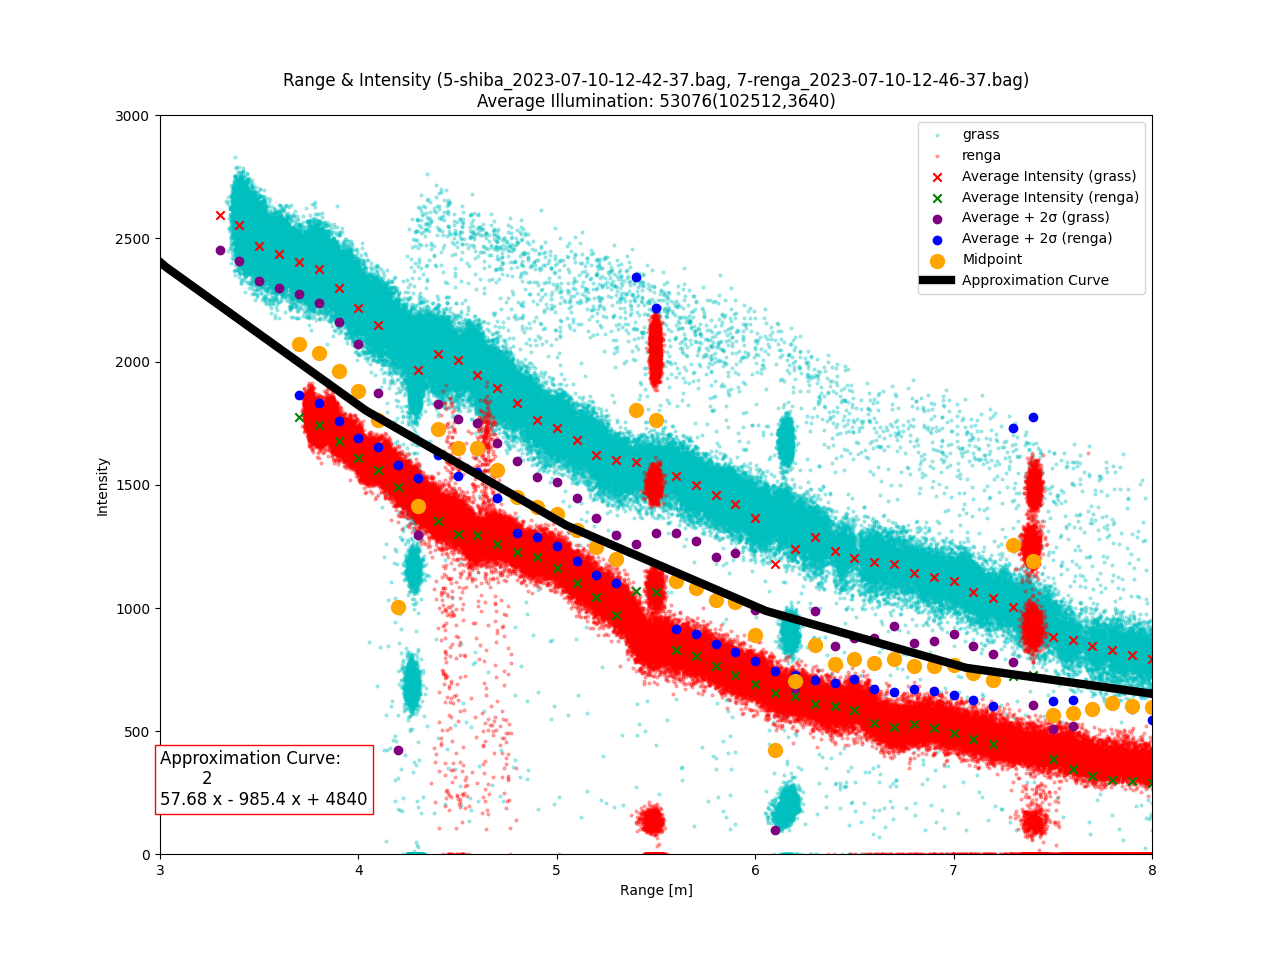 Range & Intensity (5-shiba_2023-07-10-12-42-37.bag, 7-renga_2023-07-10-12-46-37.bag)
Average Illumination: 53076(102512,3640)
3000
2500
2000
1500
1000
500
0
Intensity
grass
renga
Average Intensity (grass)
Average Intensity (renga)
Average + 2σ (grass)
Average + 2σ (renga)
Midpoint
Approximation Curve
Approximation Curve:
2
57.68 x - 985.4 x + 4840
3 4 5 6 7 8
Range [m]